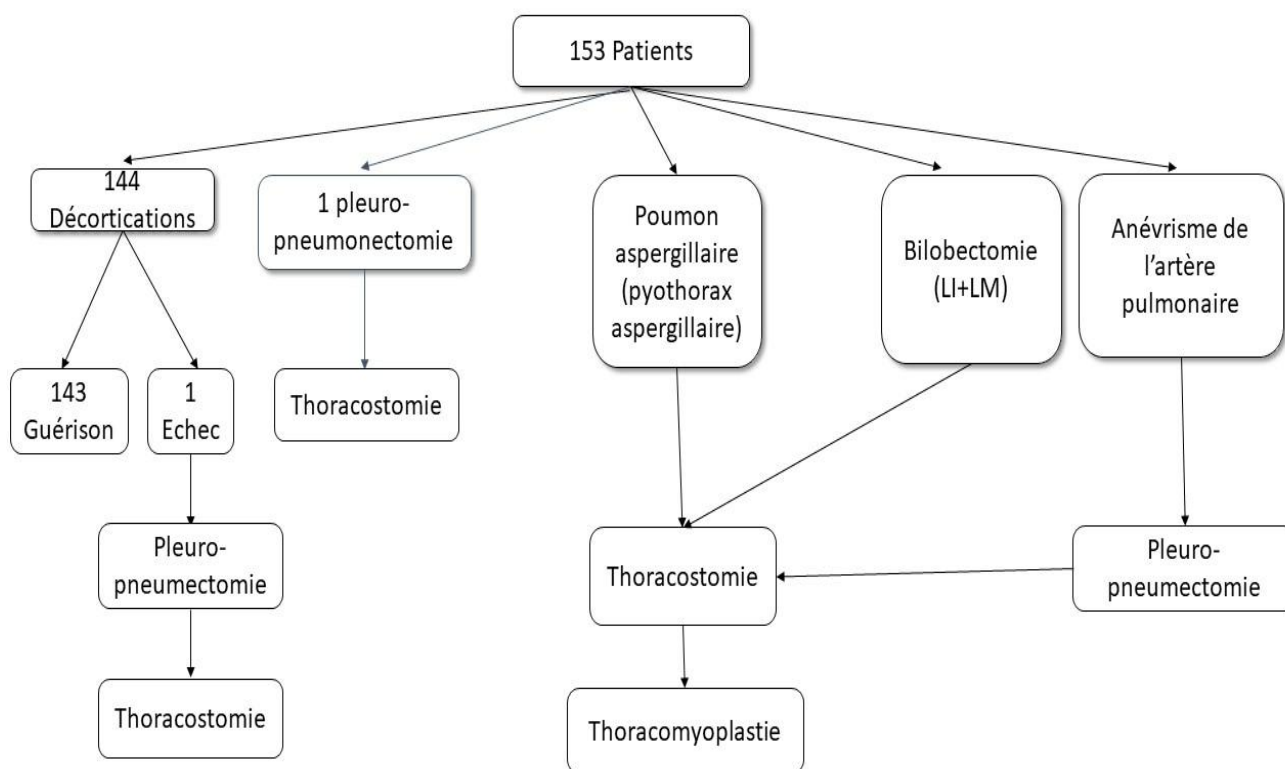 153 Patients
144
Décortications
1 pleuro-
pneumonectomie
Poumon
aspergillaire
(pyothorax
aspergillaire)
Bilobectomie
(LI+LM)
Anévrisme de
l’artère
pulmonaire
143
Guérison
1
Echec
Thoracostomie
Pleuro-
pneumectomie
Thoracostomie
Pleuro-
pneumectomie
Thoracostomie
Thoracomyoplastie